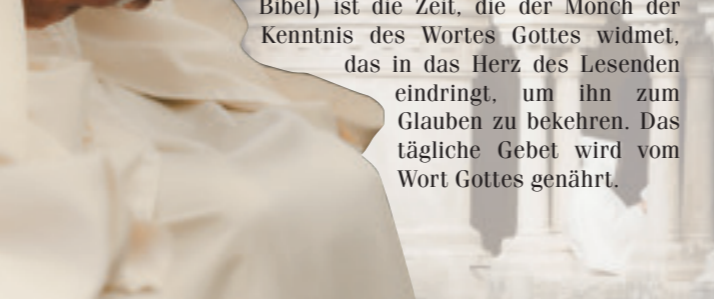 Bibel) ist die Zeit, die der Mönch der
Kenntnis des Wortes Gottes widmet,
das in das Herz des Lesenden
eindringt, um ihn zum
Glauben zu bekehren. Das
tägliche Gebet wird vom
Wort Gottes genährt.